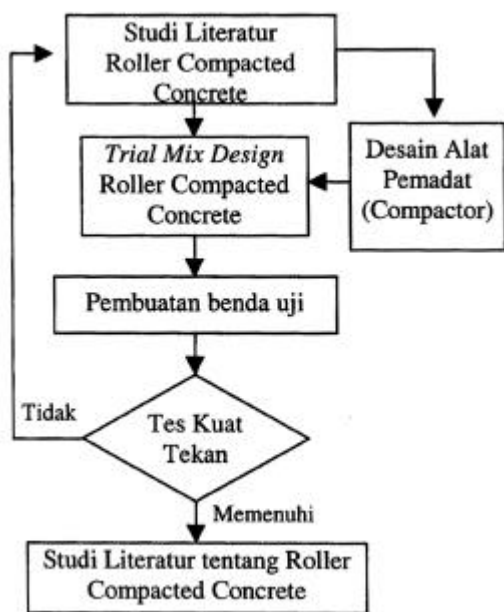 Studi Literatur
Roller Compacted
Concrete
Trial Mix Design
Roller Compacted
Concrete
Desain Alat
Pemadat
(Compactor)
Pembuatan benda uji
Tes Kuat
Tekan
Tidak
Memenuhi
Studi Literatur tentang Roller
Compacted Concrete